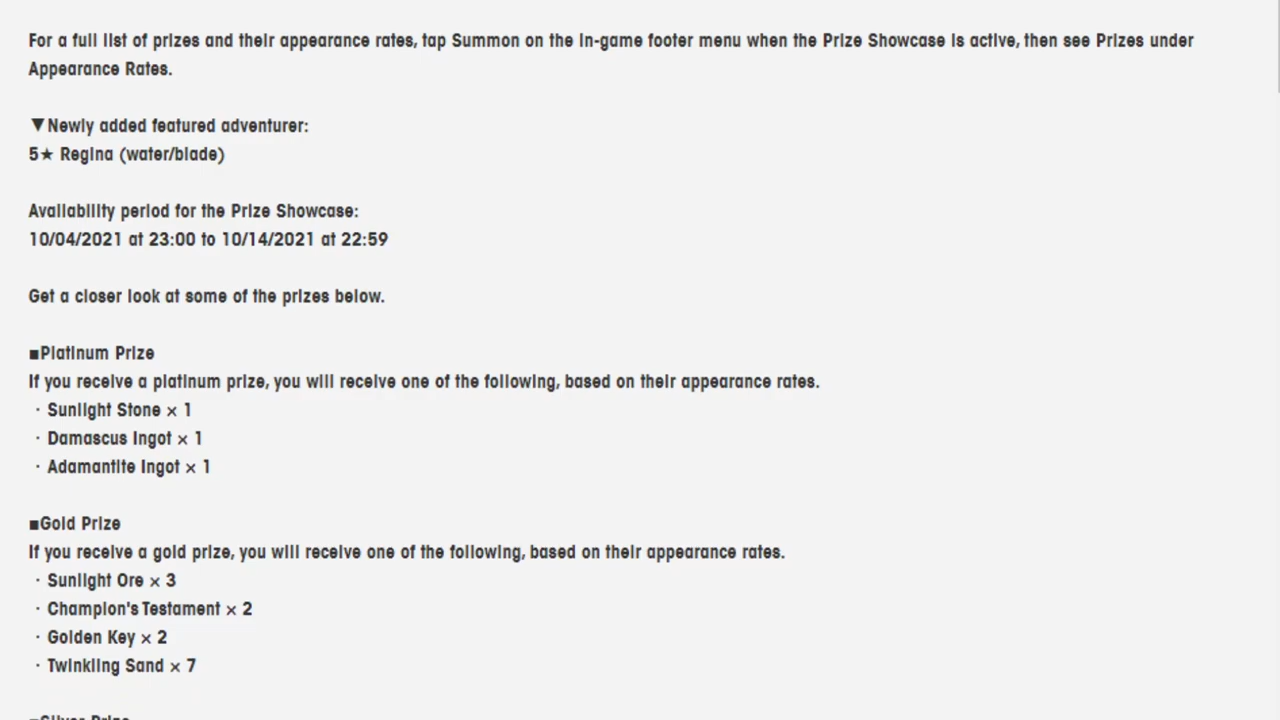 For a full list of prizes and their appearance rates, tap Summon on the in-game footer menu when the Prize Showcase is active, then see Prizes under
Appearance Rates.
▼Newly added featured adventurer:
5★ Regina (water/blade)
Availability period for the Prize Showcase:
10/04/2021 at 23:00 to 10/14/2021 at 22:59
Get a closer look at some of the prizes below.
■Platinum Prize
If you receive a platinum prize, you will receive one of the following, based on their appearance rates.
・Sunlight Stone × 1
・Damascus Ingot × 1
・Adamantite Ingot × 1
■Gold Prize
If you receive a gold prize, you will receive one of the following, based on their appearance rates.
・Sunlight Ore × 3
・Champion's Testament × 2
・Golden Key × 2
・Twinkling Sand × 7
■Silver Prize